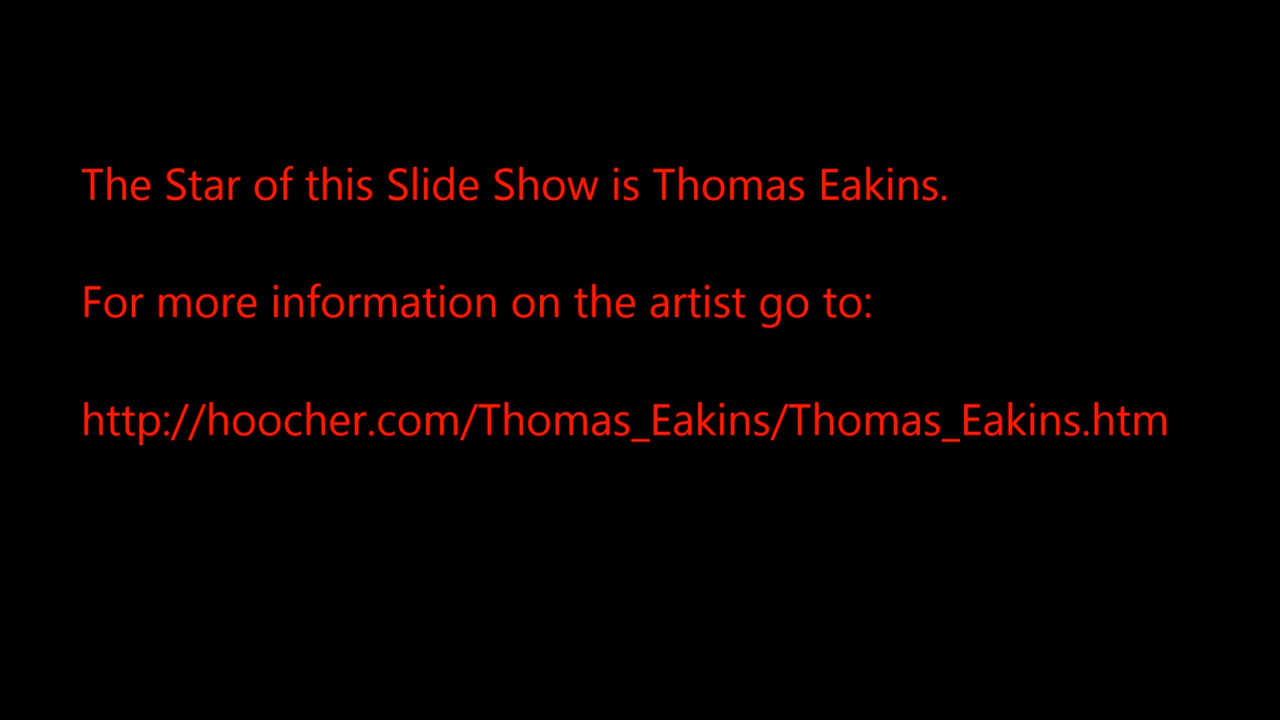 The Star of this Slide Show is Thomas Eakins.
For more information on the artist go to:
http://hoocher.com/Thomas_Eakins/Thomas_Eakins.htm